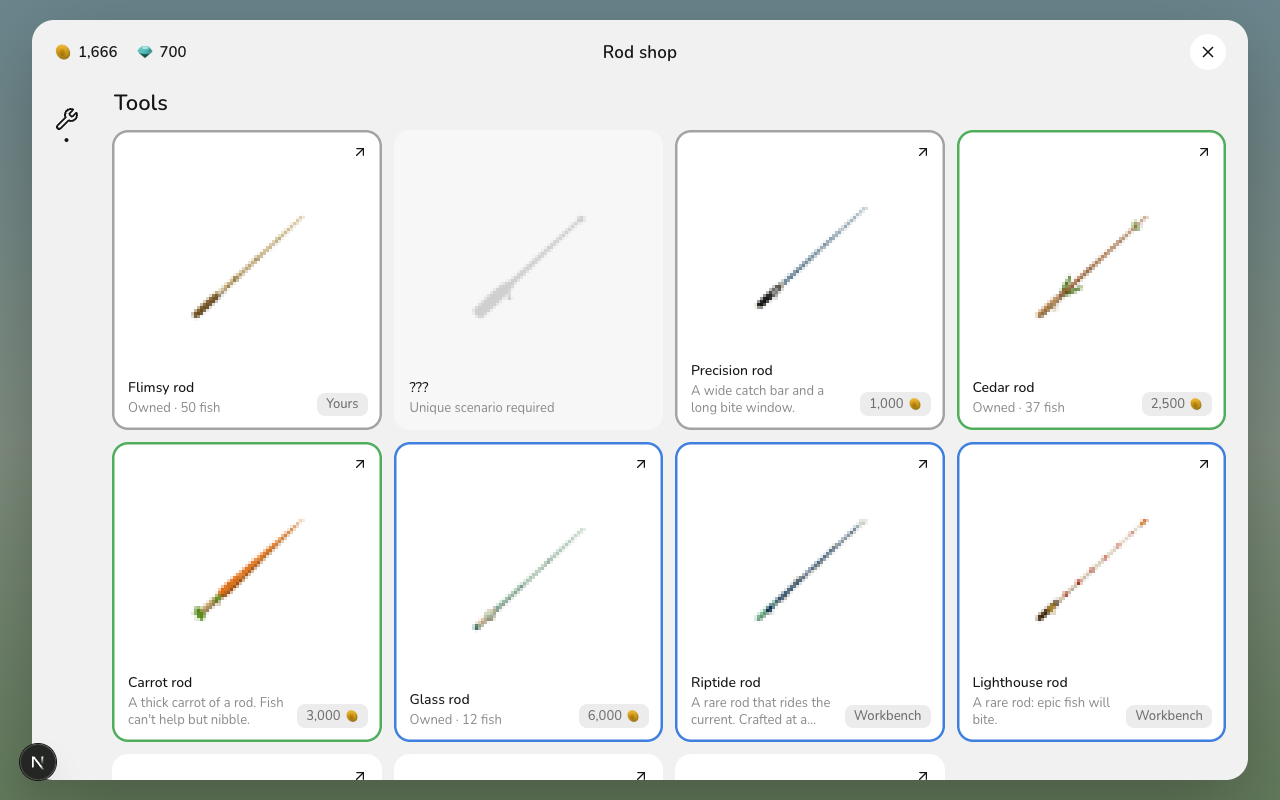 1,666 700 Rod shop
Tools
Flimsy rod
Owned · 50 fish
Yours
???
Unique scenario required
Precision rod
A wide catch bar and a
long bite window.
1,000
Cedar rod
Owned · 37 fish
2,500
Carrot rod
A thick carrot of a rod. Fish
can't help but nibble.
3,000
Glass rod
Owned · 12 fish
6,000
Riptide rod
A rare rod that rides the
current. Crafted at a...
Workbench
Lighthouse rod
A rare rod: epic fish will
bite.
Workbench
N